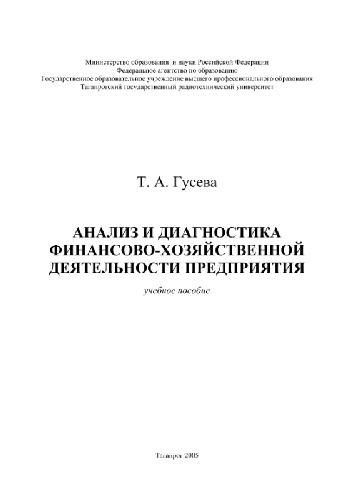 Министерство образования и науки Российской Федерации
Федеральное агентство по образованию
Государственное образовательное учреждение высшего профессионального образования
Таганрогский государственный радиотехнический университет
Т. А. Гусева
АНАЛИЗ И ДИАГНОСТИКА
ФИНАНСОВО-ХОЗЯЙСТВЕННОЙ
ДЕЯТЕЛЬНОСТИ ПРЕДПРИЯТИЯ
учебное пособие
Таганрог 2005